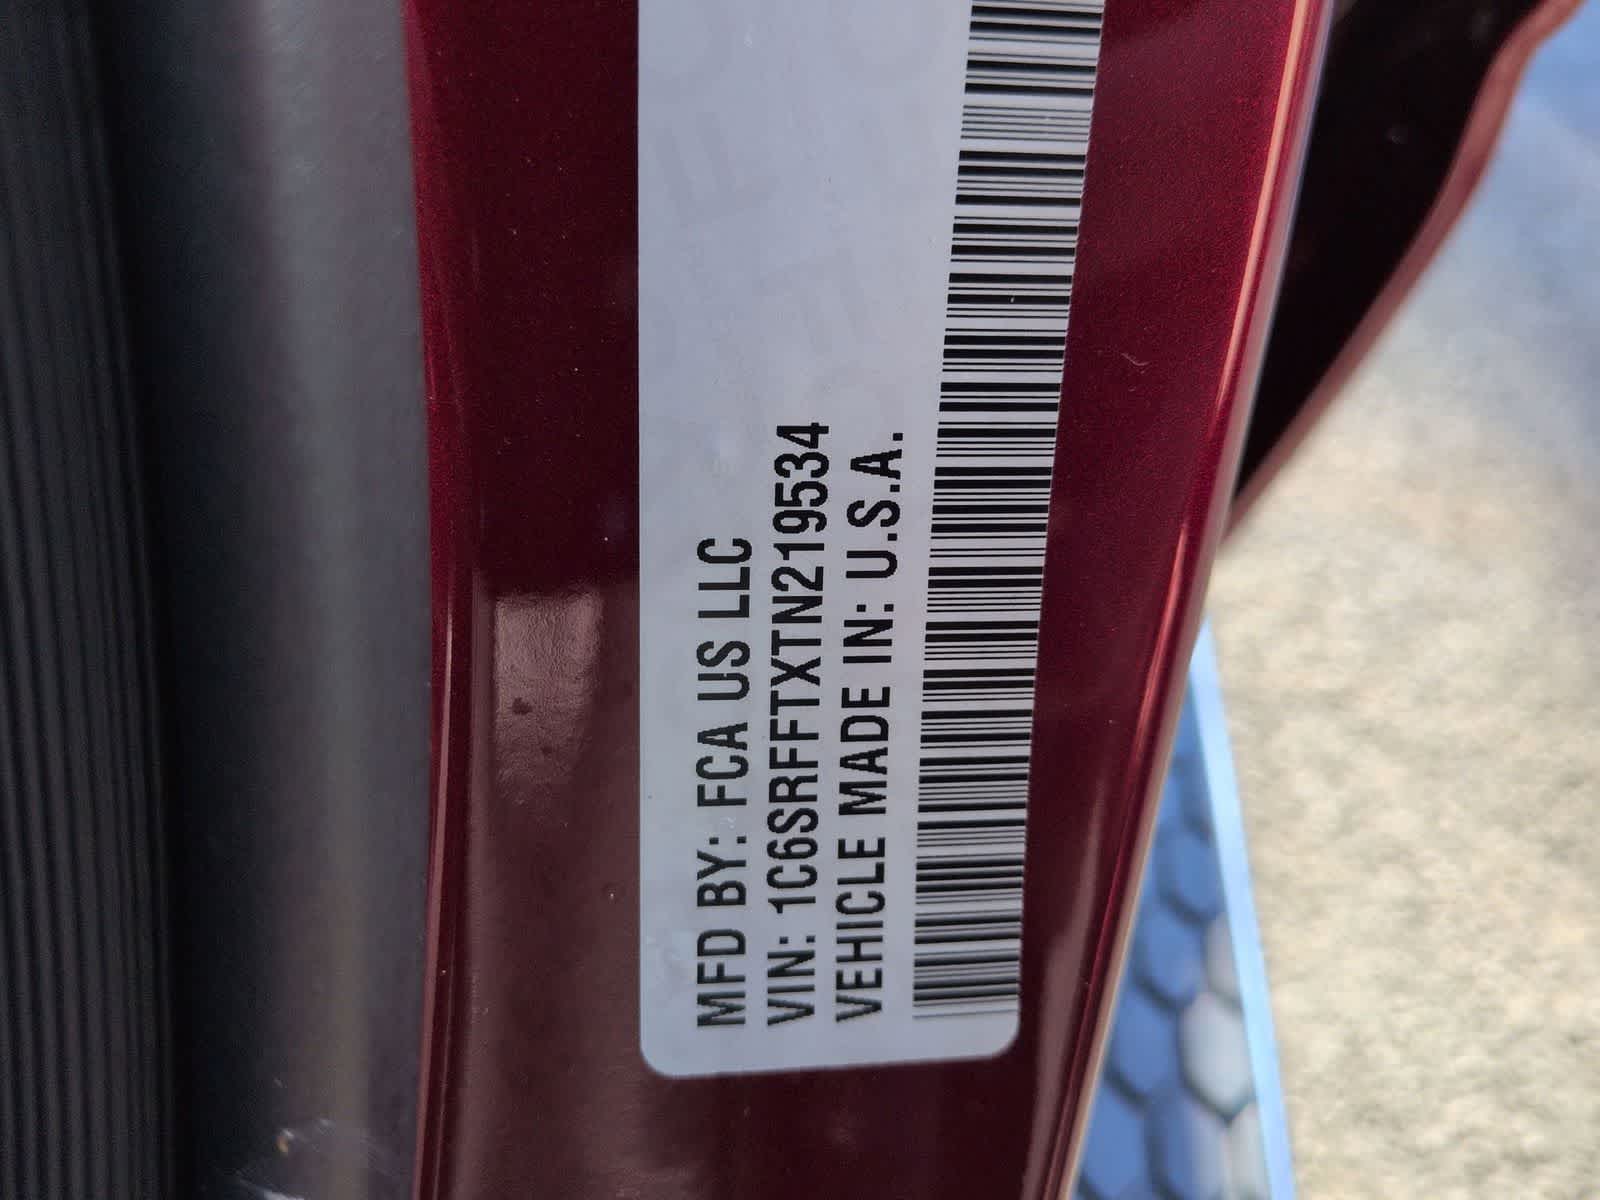 MFD BY: FCA US LLC
VIN: 1C6SRFFTXTN219534
VEHICLE MADE IN: U.S.A.